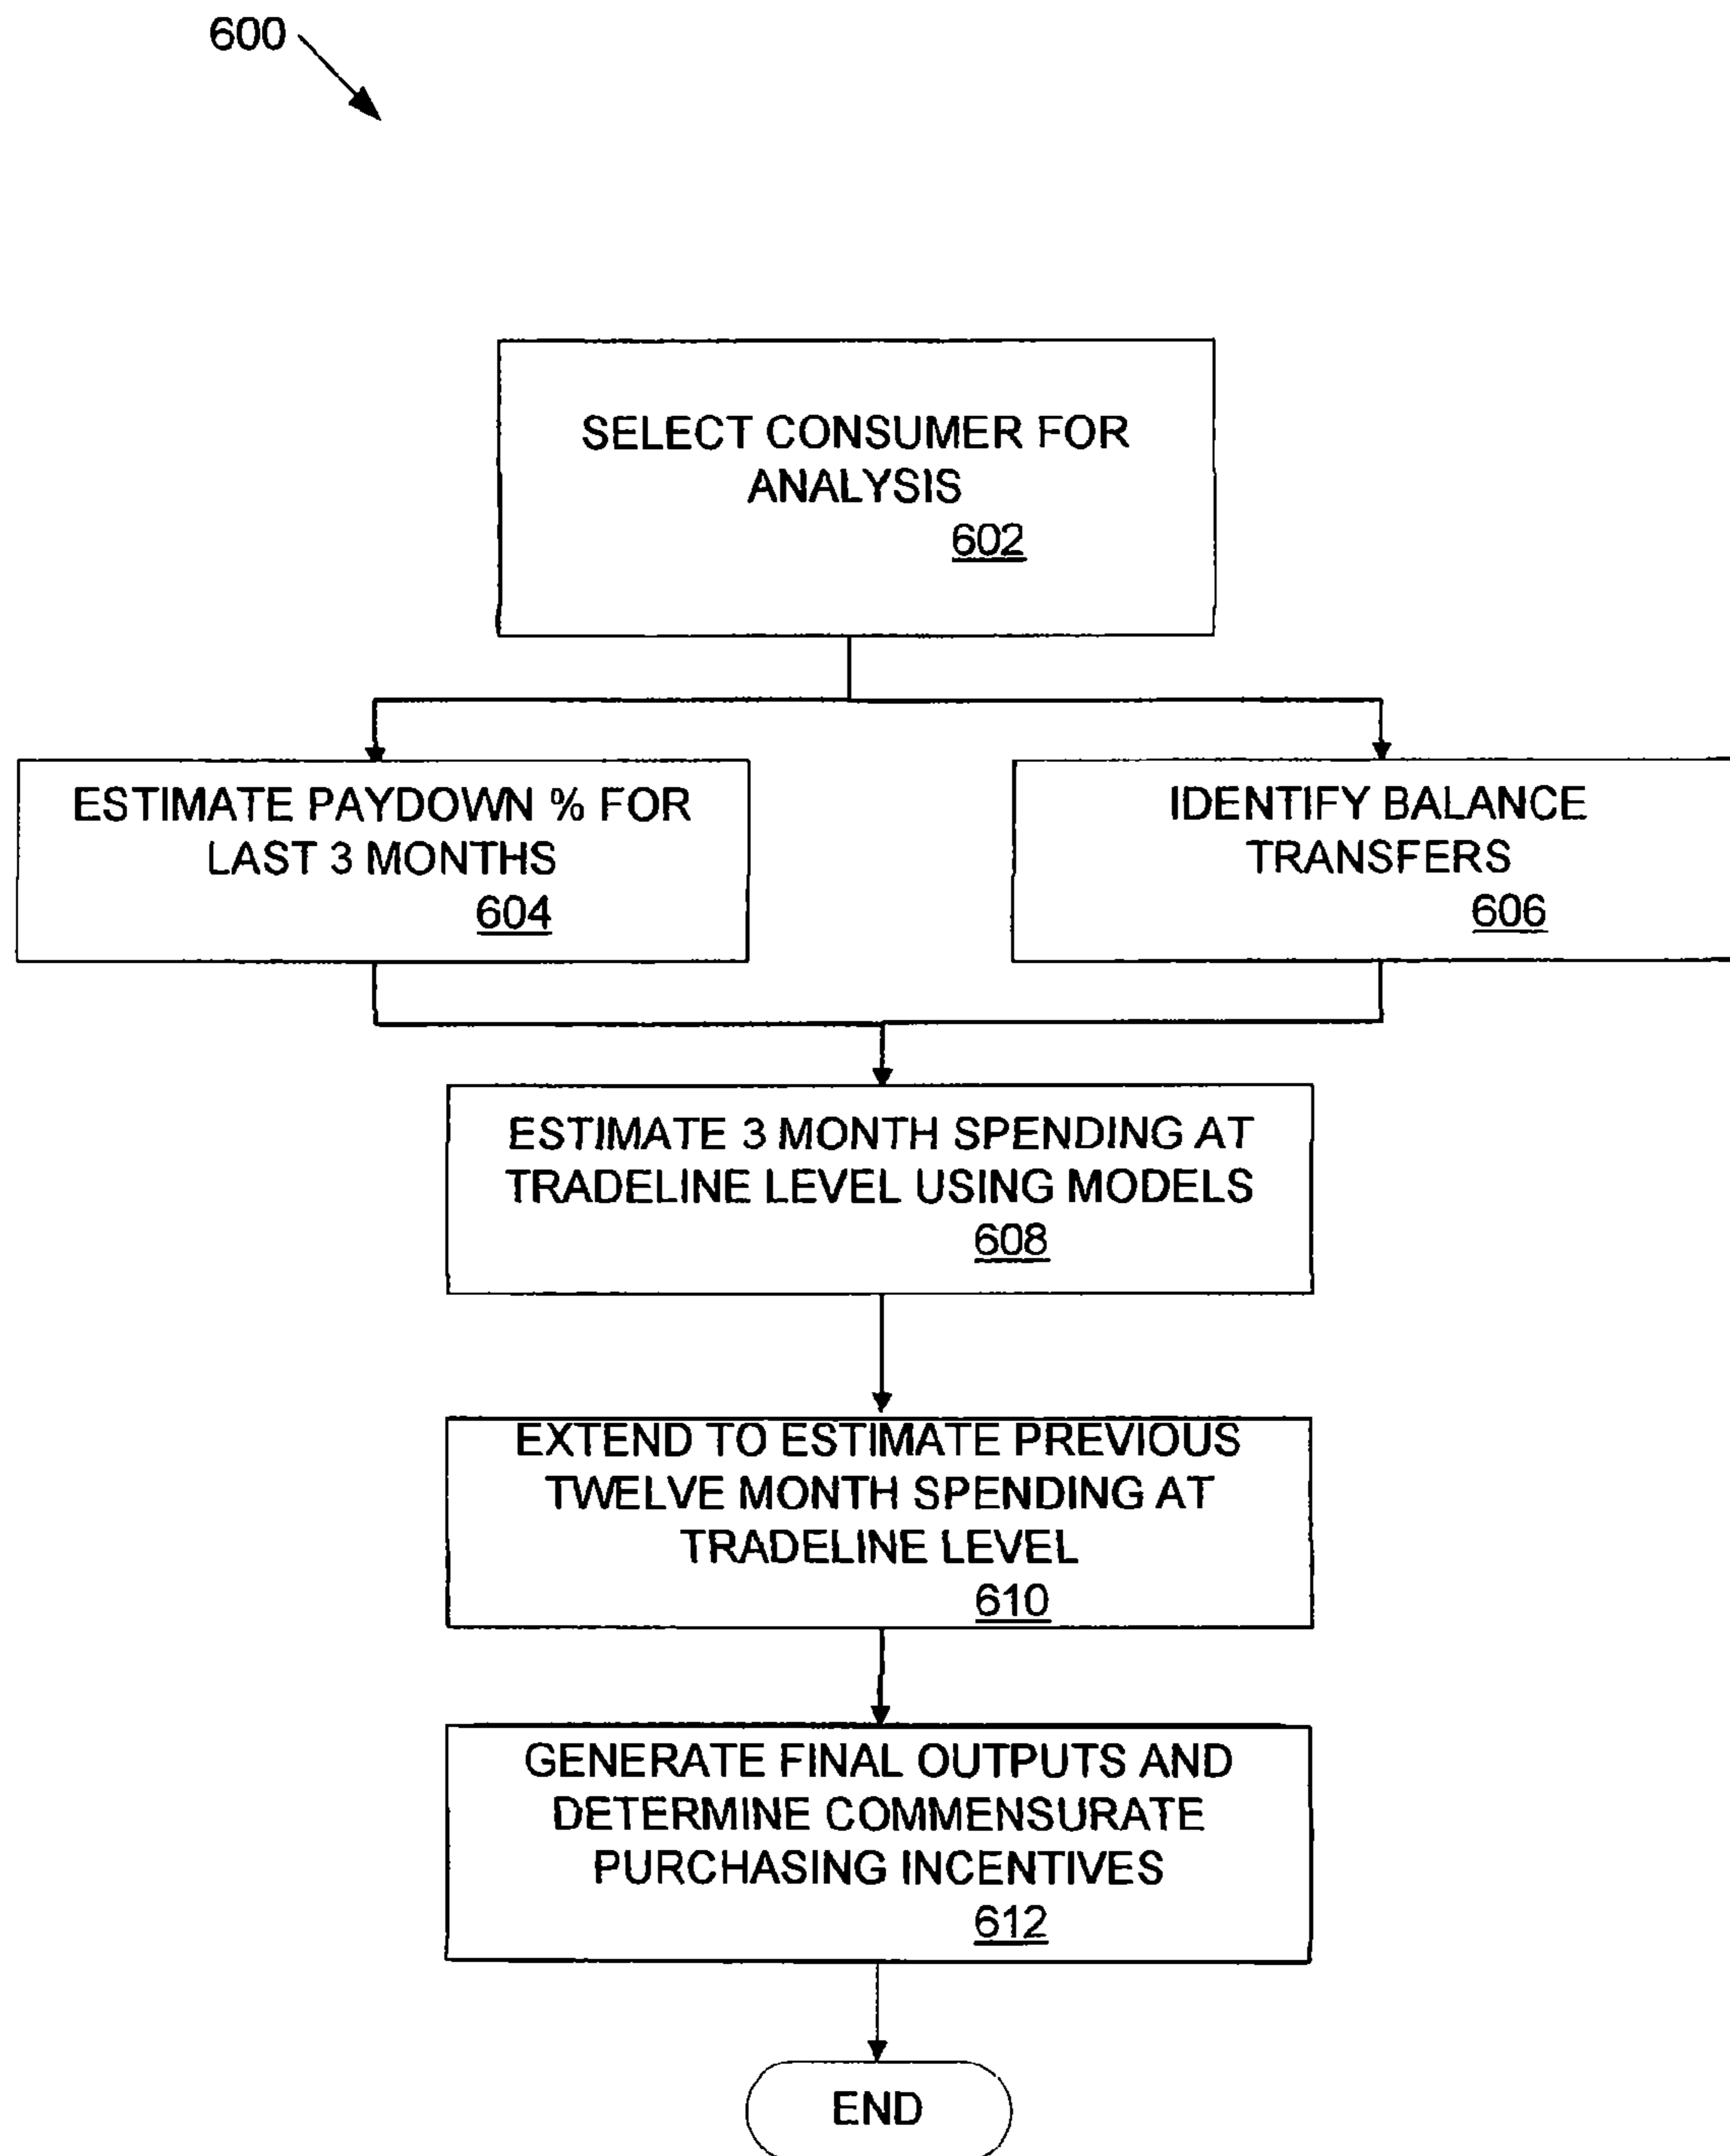 600
SELECT CONSUMER FOR
ANALYSIS
602
ESTIMATE PAYDOWN % FOR
LAST 3 MONTHS
604
IDENTIFY BALANCE
TRANSFERS
606
ESTIMATE 3 MONTH SPENDING AT
TRADELINE LEVEL USING MODELS
608
EXTEND TO ESTIMATE PREVIOUS
TWELVE MONTH SPENDING AT
TRADELINE LEVEL
610
GENERATE FINAL OUTPUTS AND
DETERMINE COMMENSURATE
PURCHASING INCENTIVES
612
END